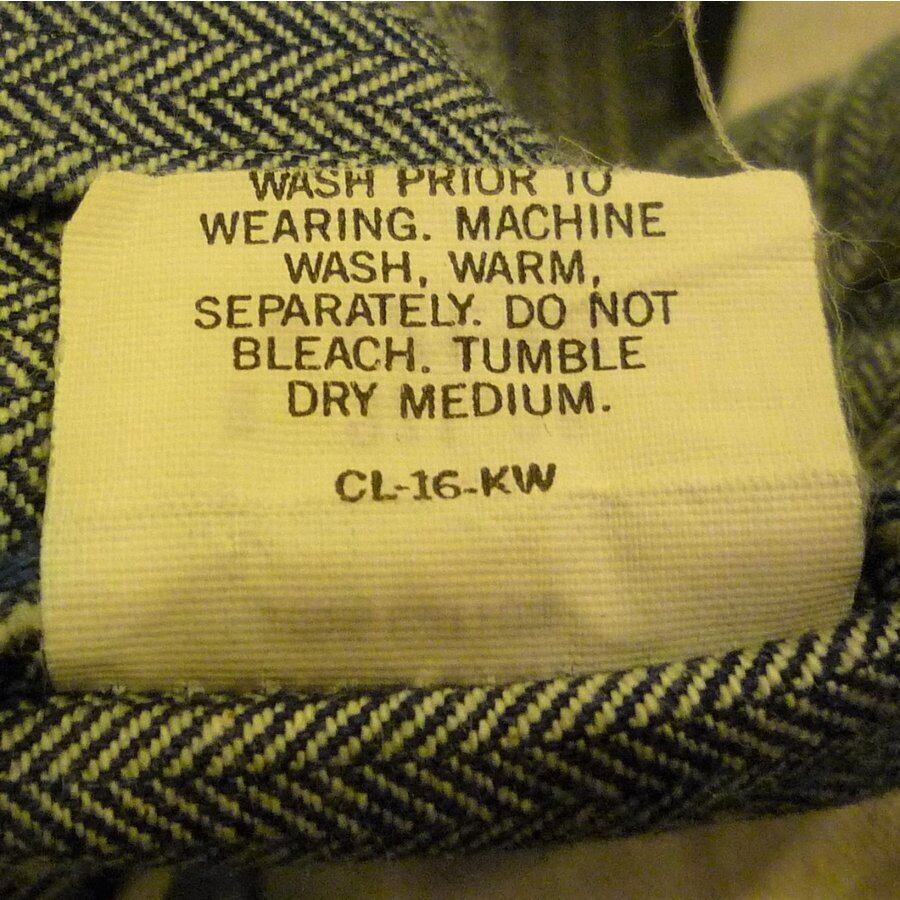 WASH PRIOR TO
WEARING. MACHINE
WASH, WARM,
SEPARATELY. DO NOT
BLEACH. TUMBLE
DRY MEDIUM.
CL-16-KW